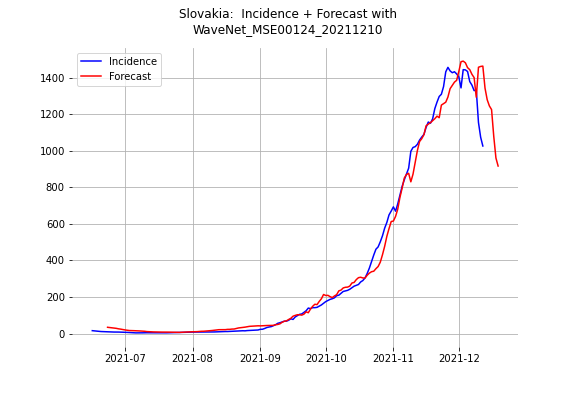 Slovakia:  Incidence + Forecast with
WaveNet_MSE00124_20211210
Incidence
Forecast
1400
1200
1000
800
600
400
200
0
2021-07 2021-08 2021-09 2021-10 2021-11 2021-12